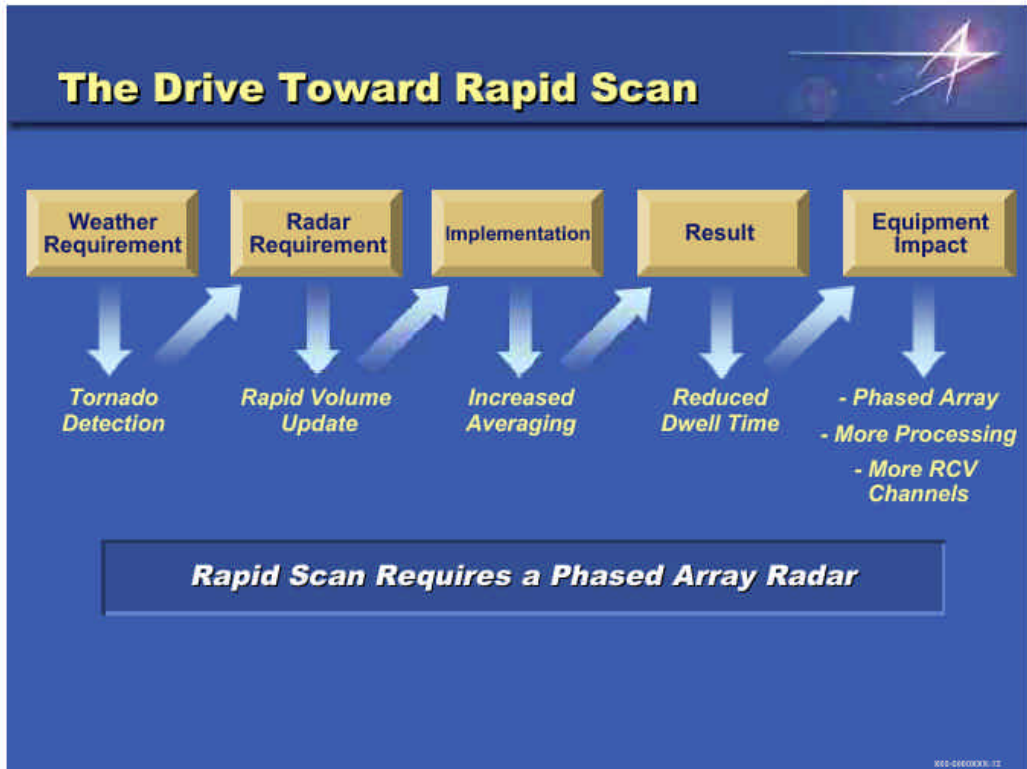 The Drive Toward Rapid Scan
Weather
Requirement
Radar
Requirement
Implementation
Result
Equipment
Impact
Tornado
Detection
Rapid Volume
Update
Increased
Averaging
Reduced
Dwell Time
- Phased Array
- More Processing
- More RCV
Channels
Rapid Scan Requires a Phased Array Radar